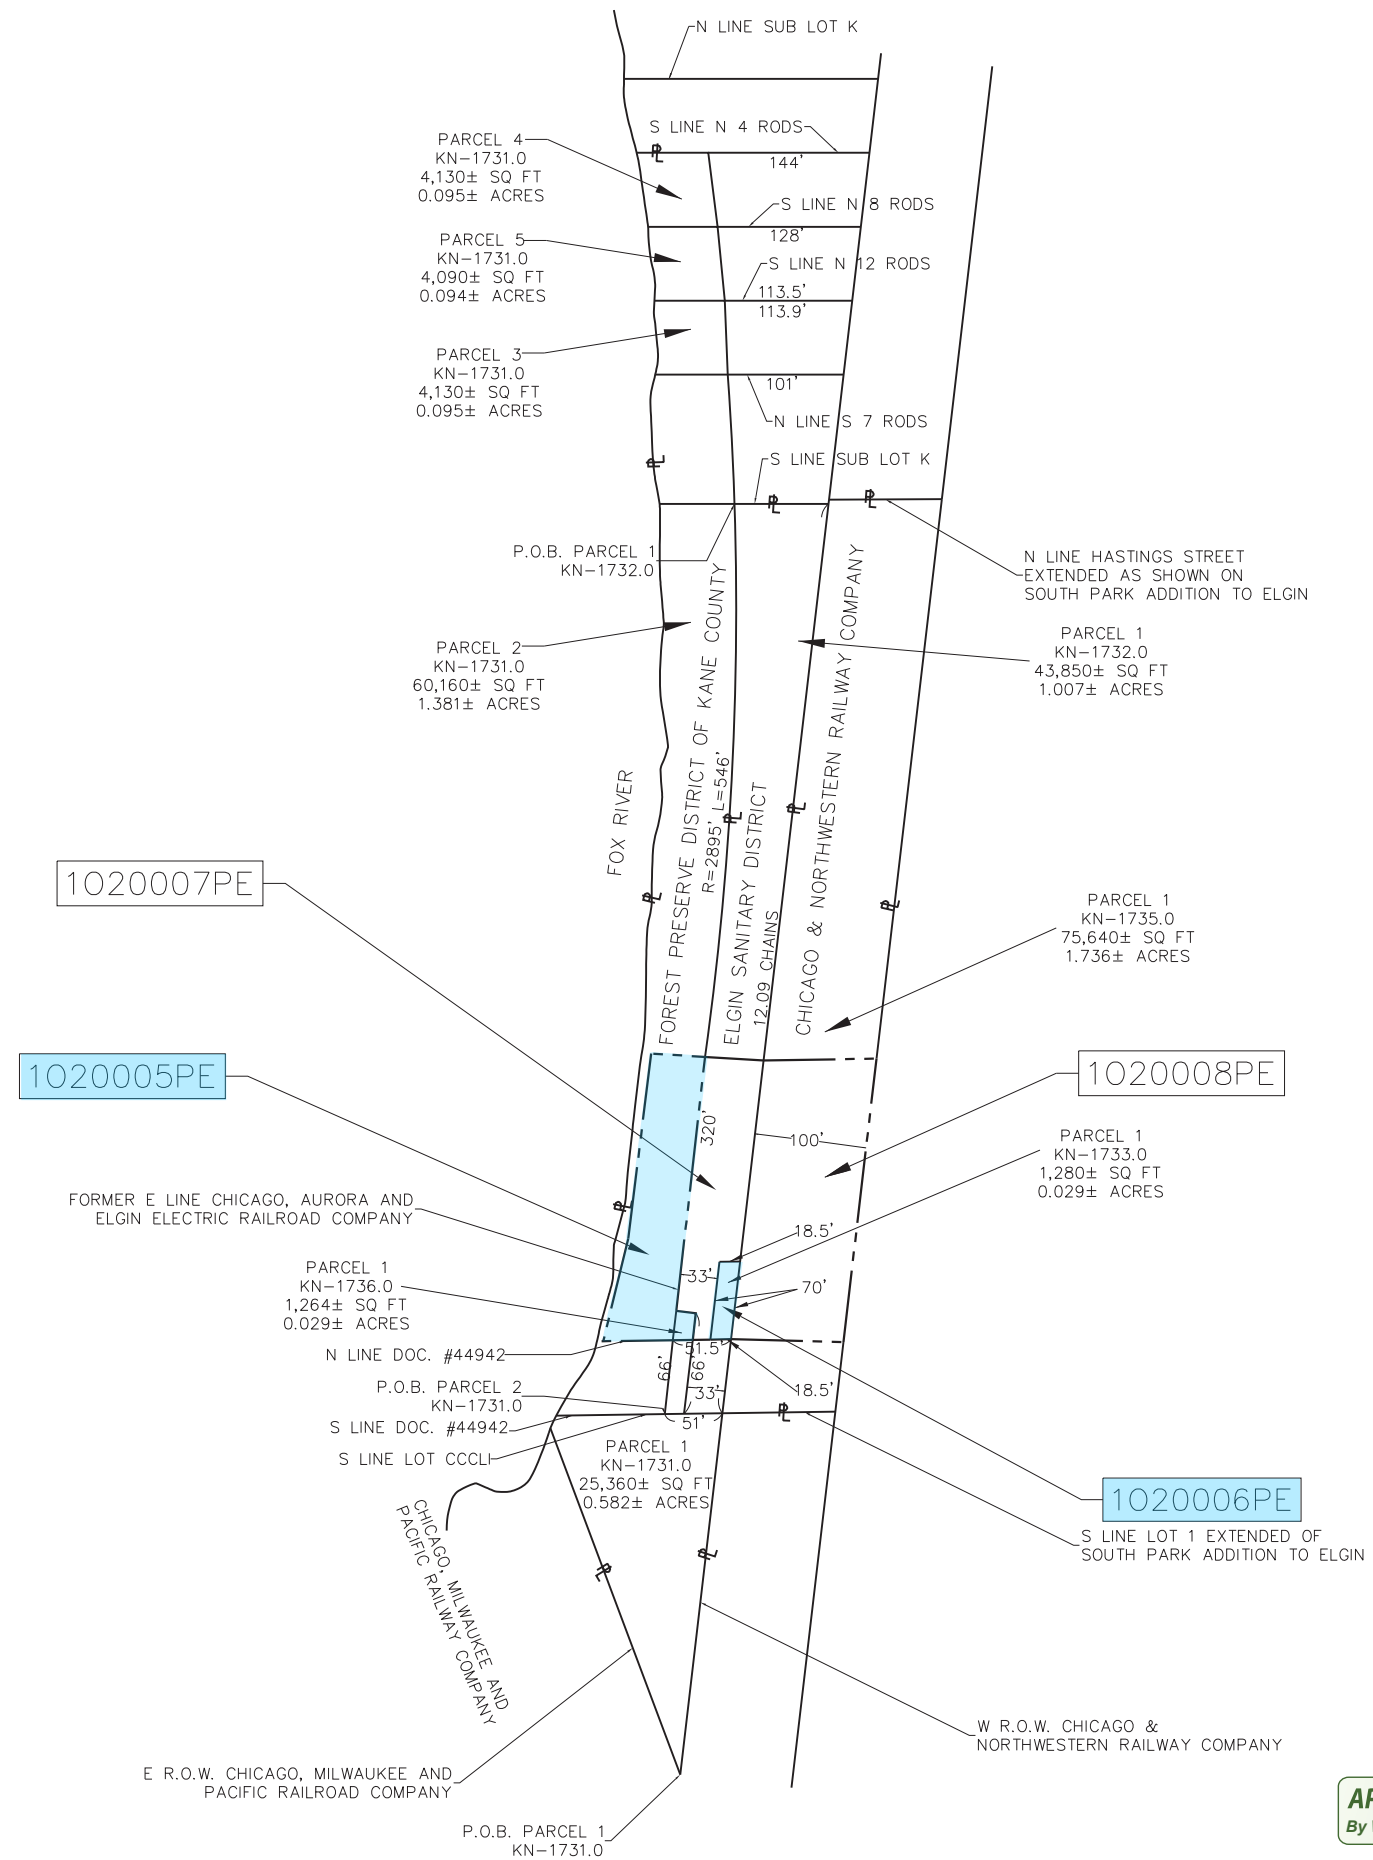 N LINE SUB LOT K
S LINE N 4 RODS
144'
PARCEL 4
KN-1731.0
4,130± SQ FT
0.095± ACRES
S LINE N 8 RODS
128'
PARCEL 5
KN-1731.0
4,090± SQ FT
0.094± ACRES
S LINE N 12 RODS
113.5'
113.9'
PARCEL 3
KN-1731.0
4,130± SQ FT
0.095± ACRES
101'
N LINE S 7 RODS
S LINE SUB LOT K
P.O.B. PARCEL 1
KN-1732.0
N LINE HASTINGS STREET
EXTENDED AS SHOWN ON
SOUTH PARK ADDITION TO ELGIN
PARCEL 2
KN-1731.0
60,160± SQ FT
1.381± ACRES
PARCEL 1
KN-1732.0
43,850± SQ FT
1.007± ACRES
FOX RIVER
FOREST PRESERVE DISTRICT OF KANE COUNTY
R=2895' L=546'
ELGIN SANITARY DISTRICT
12.09 CHAINS
CHICAGO & NORTHWESTERN RAILWAY COMPANY
1020007PE
PARCEL 1
KN-1735.0
75,640± SQ FT
1.736± ACRES
1020005PE
1020008PE
320'
100'
PARCEL 1
KN-1733.0
1,280± SQ FT
0.029± ACRES
FORMER E LINE CHICAGO, AURORA AND
ELGIN ELECTRIC RAILROAD COMPANY
18.5'
33'
70'
PARCEL 1
KN-1736.0
1,264± SQ FT
0.029± ACRES
N LINE DOC. #44942
51.5'
66'
66'
P.O.B. PARCEL 2
KN-1731.0
33'
18.5'
S LINE DOC. #44942
51'
S LINE LOT CCCLI
PARCEL 1
KN-1731.0
25,360± SQ FT
0.582± ACRES
1020006PE
S LINE LOT 1 EXTENDED OF
SOUTH PARK ADDITION TO ELGIN
CHICAGO, MILWAUKEE AND
PACIFIC RAILWAY COMPANY
W R.O.W. CHICAGO &
NORTHWESTERN RAILWAY COMPANY
E R.O.W. CHICAGO, MILWAUKEE AND
PACIFIC RAILROAD COMPANY
P.O.B. PARCEL 1
KN-1731.0
By